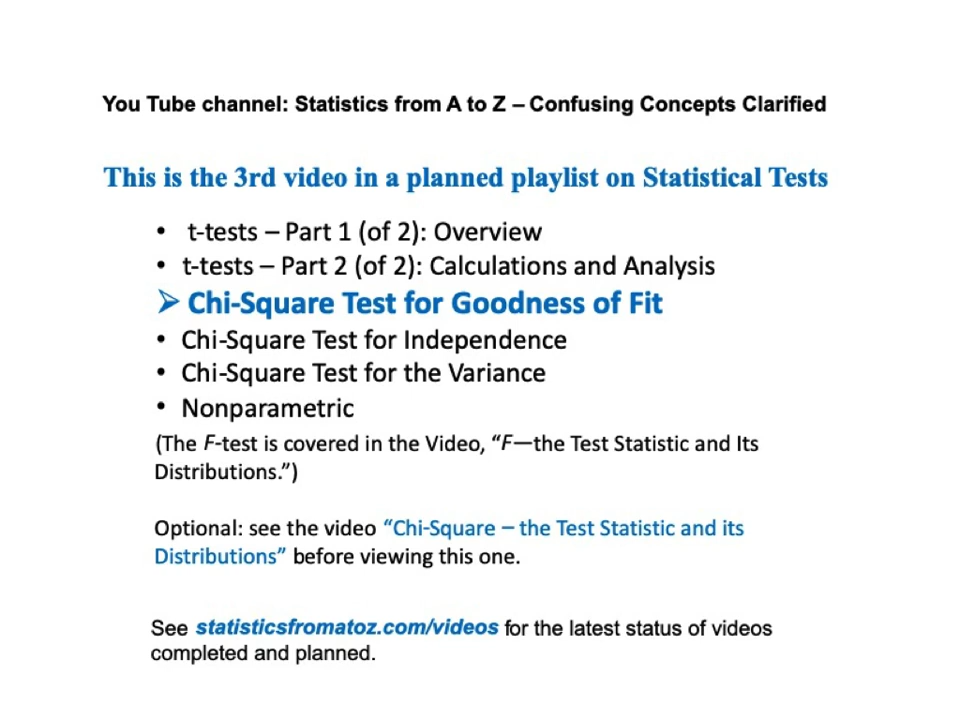 You Tube channel: Statistics from A to Z – Confusing Concepts Clarified
This is the 3rd video in a planned playlist on Statistical Tests
• t-tests – Part 1 (of 2): Overview
• t-tests – Part 2 (of 2): Calculations and Analysis
➢ Chi-Square Test for Goodness of Fit
• Chi-Square Test for Independence
• Chi-Square Test for the Variance
• Nonparametric
(The F-test is covered in the Video, “F—the Test Statistic and Its
Distributions.”)
Optional: see the video “Chi-Square – the Test Statistic and its
Distributions” before viewing this one.
See statisticsfromatoz.com/videos for the latest status of videos
completed and planned.